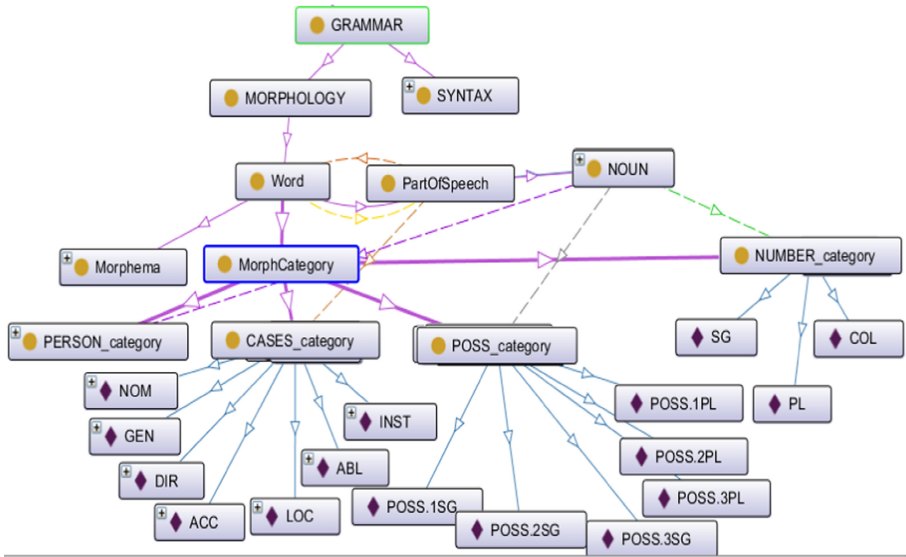 GRAMMAR
MORPHOLOGY
SYNTAX
Word
PartOfSpeech
NOUN
Morphema
MorphCategory
NUMBER_category
PERSON_category
CASES_category
POSS_category
SG
COL
PL
NOM
GEN
DIR
ACC
LOC
ABL
INST
POSS.1SG
POSS.2SG
POSS.3SG
POSS.1PL
POSS.2PL
POSS.3PL